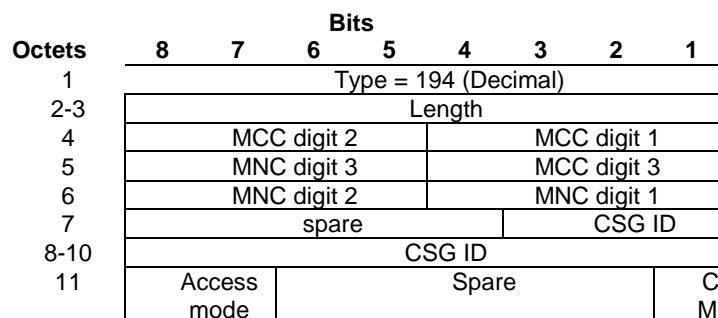 Bits
Octets 8 7 6 5 4 3 2 1
1 Type = 194 (Decimal)
2-3 Length
4 MCC digit 2 MCC digit 1
5 MNC digit 3 MCC digit 3
6 MNC digit 2 MNC digit 1
7 spare CSG ID
8-10 CSG ID
11 Access Spare C
mode M